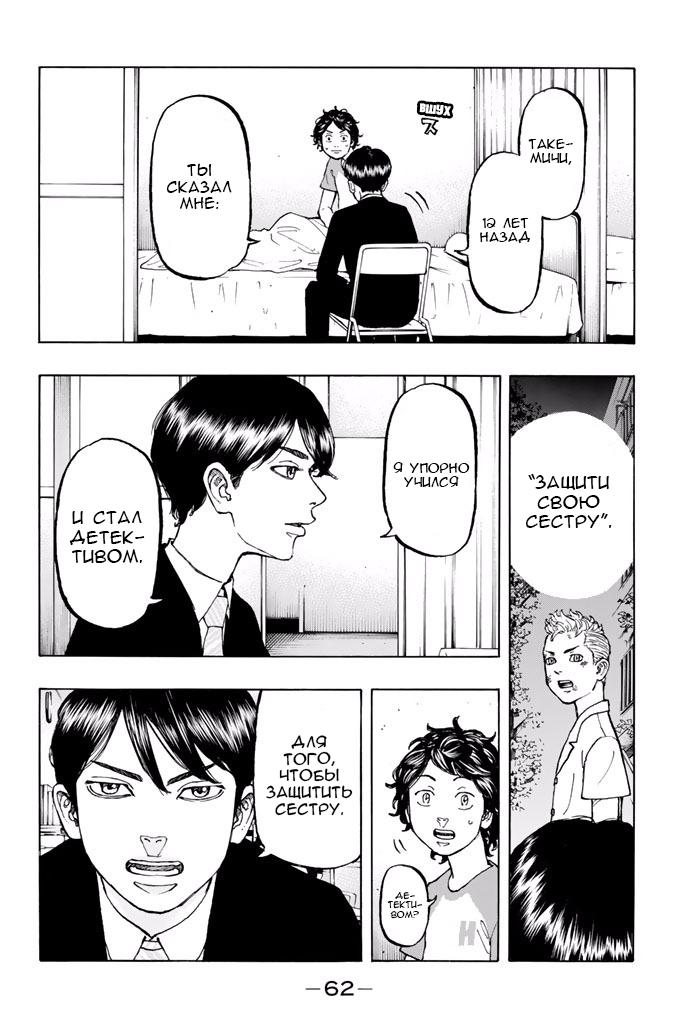 ВШУХ
ТАКЕ-
МИЧИ,
12 ЛЕТ
НАЗАД
ТЫ
СКАЗАЛ
МНЕ:
"ЗАЩИТИ
СВОЮ
СЕСТРУ".
Я УПОРНО
УЧИЛСЯ
И СТАЛ
ДЕТЕК-
ТИВОМ.
ДЕ-
ТЕКТИ-
ВОМ?
H
ДЛЯ
ТОГО,
ЧТОБЫ
ЗАЩИТИТЬ
СЕСТРУ.
—62—